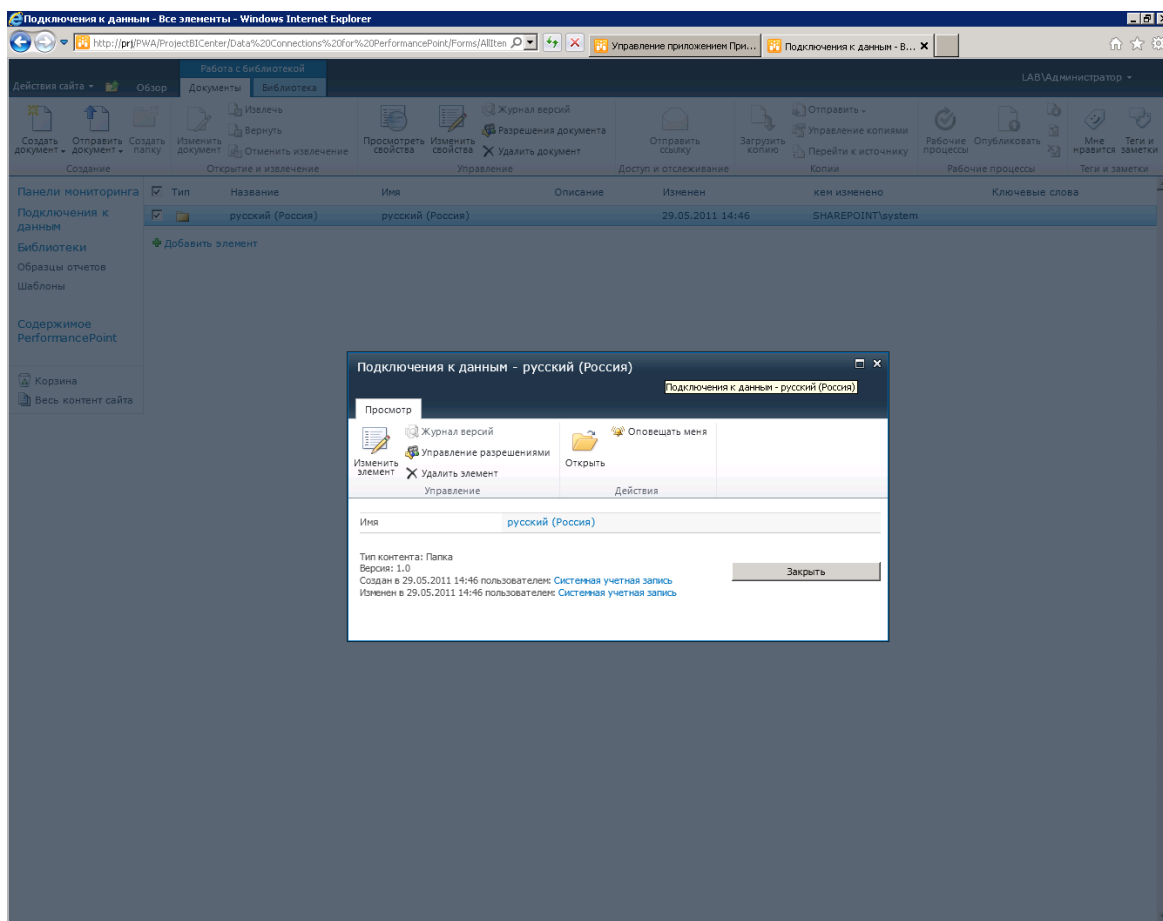 Подключения к данным - Все элементы - Windows Internet Explorer
http://prj/PWA/ProjectBICenter/Data%20Connections%20for%20PerformancePoint/Forms/AllIten
Управление приложением При...
Подключения к данным - В...
Работа с библиотекой
Действия сайта
Обзор
Документы
Библиотека
LAB\Администратор
Создать документ
Отправить документ
Создать папку
Изменить документ
Извлечь
Вернуть
Отменить извлечение
Просмотреть свойства
Изменить свойства
Журнал версий
Разрешения документа
Удалить документ
Отправить ссылку
Загрузить копию
Отправить
Управление копиями
Перейти к источнику
Рабочие процессы
Опубликовать
Мне нравится
Теги и заметки
Создание
Открытие и извлечение
Управление
Доступ и отслеживание
Копии
Рабочие процессы
Теги и заметки
Панели мониторинга
Подключения к данным
Библиотеки
Образцы отчетов
Шаблоны
Содержимое PerformancePoint
Корзина
Весь контент сайта
Тип Название Имя Описание Изменен кем изменено Ключевые слова
русский (Россия) русский (Россия) 29.05.2011 14:46 SHAREPOINT\system
Добавить элемент
Подключения к данным - русский (Россия)
Подключения к данным - русский (Россия)
Просмотр
Изменить элемент
Журнал версий
Управление разрешениями
Удалить элемент
Открыть
Оповещать меня
Управление
Действия
Имя русский (Россия)
Тип контента: Папка
Версия: 1.0
Создан в 29.05.2011 14:46 пользователем: Системная учетная запись
Изменен в 29.05.2011 14:46 пользователем: Системная учетная запись
Закрыть